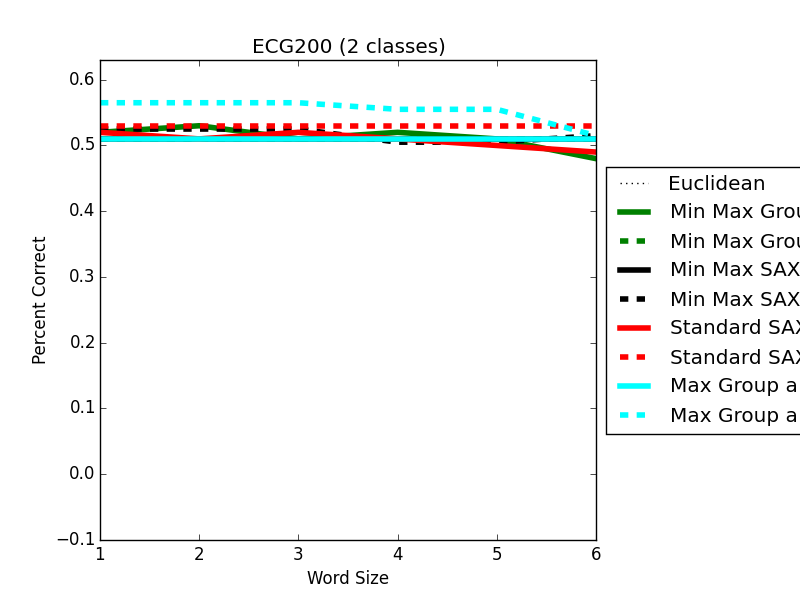 ECG200 (2 classes)
0.6
0.5
0.4
0.3
0.2
0.1
0.0
−0.1
Percent Correct
1 2 3 4 5 6
Word Size
Euclidean
Min Max Grou
Min Max Grou
Min Max SAX
Min Max SAX
Standard SAX
Standard SAX
Max Group a
Max Group a